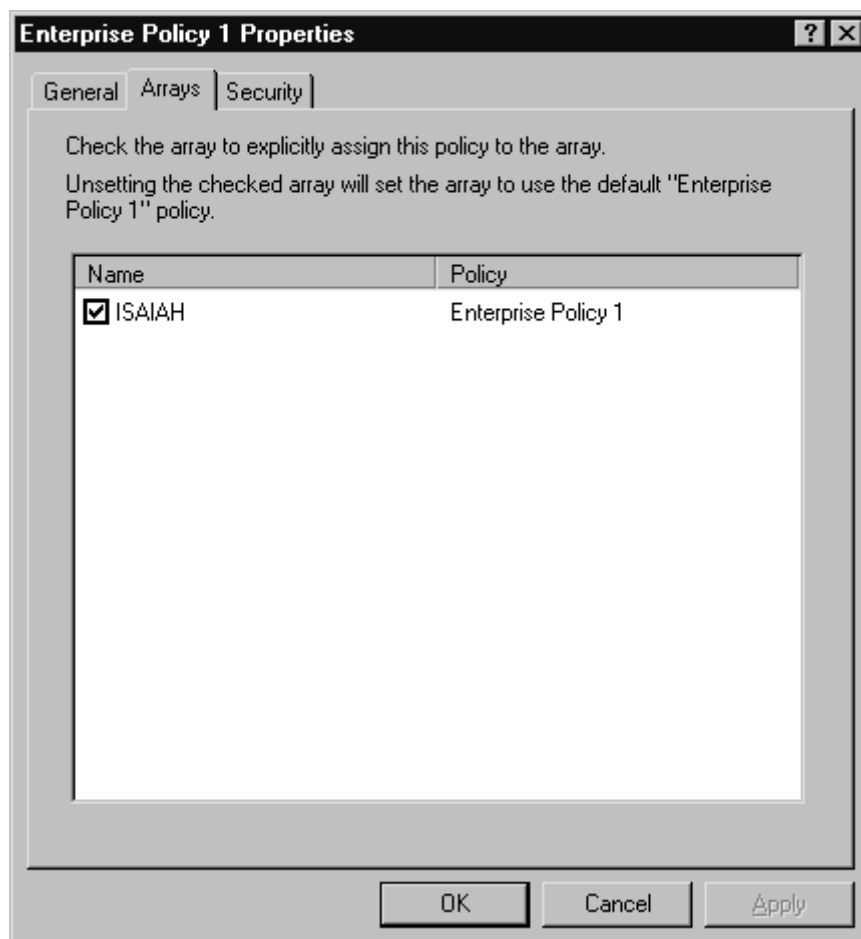 Enterprise Policy 1 Properties
General Arrays Security
Check the array to explicitly assign this policy to the array.
Unsetting the checked array will set the array to use the default "Enterprise
Policy 1" policy.
Name Policy
ISAIAH Enterprise Policy 1
OK Cancel Apply